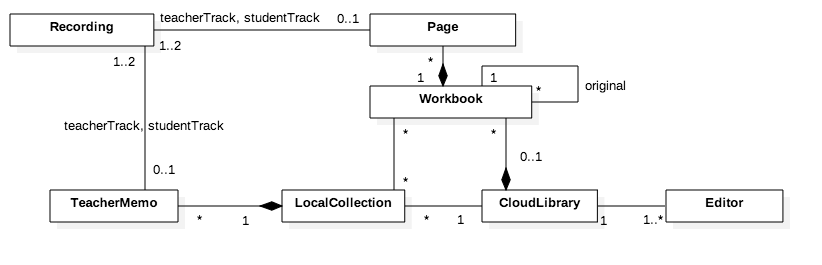 teacherTrack, studentTrack
0..1
Recording
Page
1..2
1..2
*
1
1
*
original
Workbook
teacherTrack, studentTrack
*
*
0..1
0..1
*
TeacherMemo
LocalCollection
CloudLibrary
Editor
*
1
*
1
1
1..*